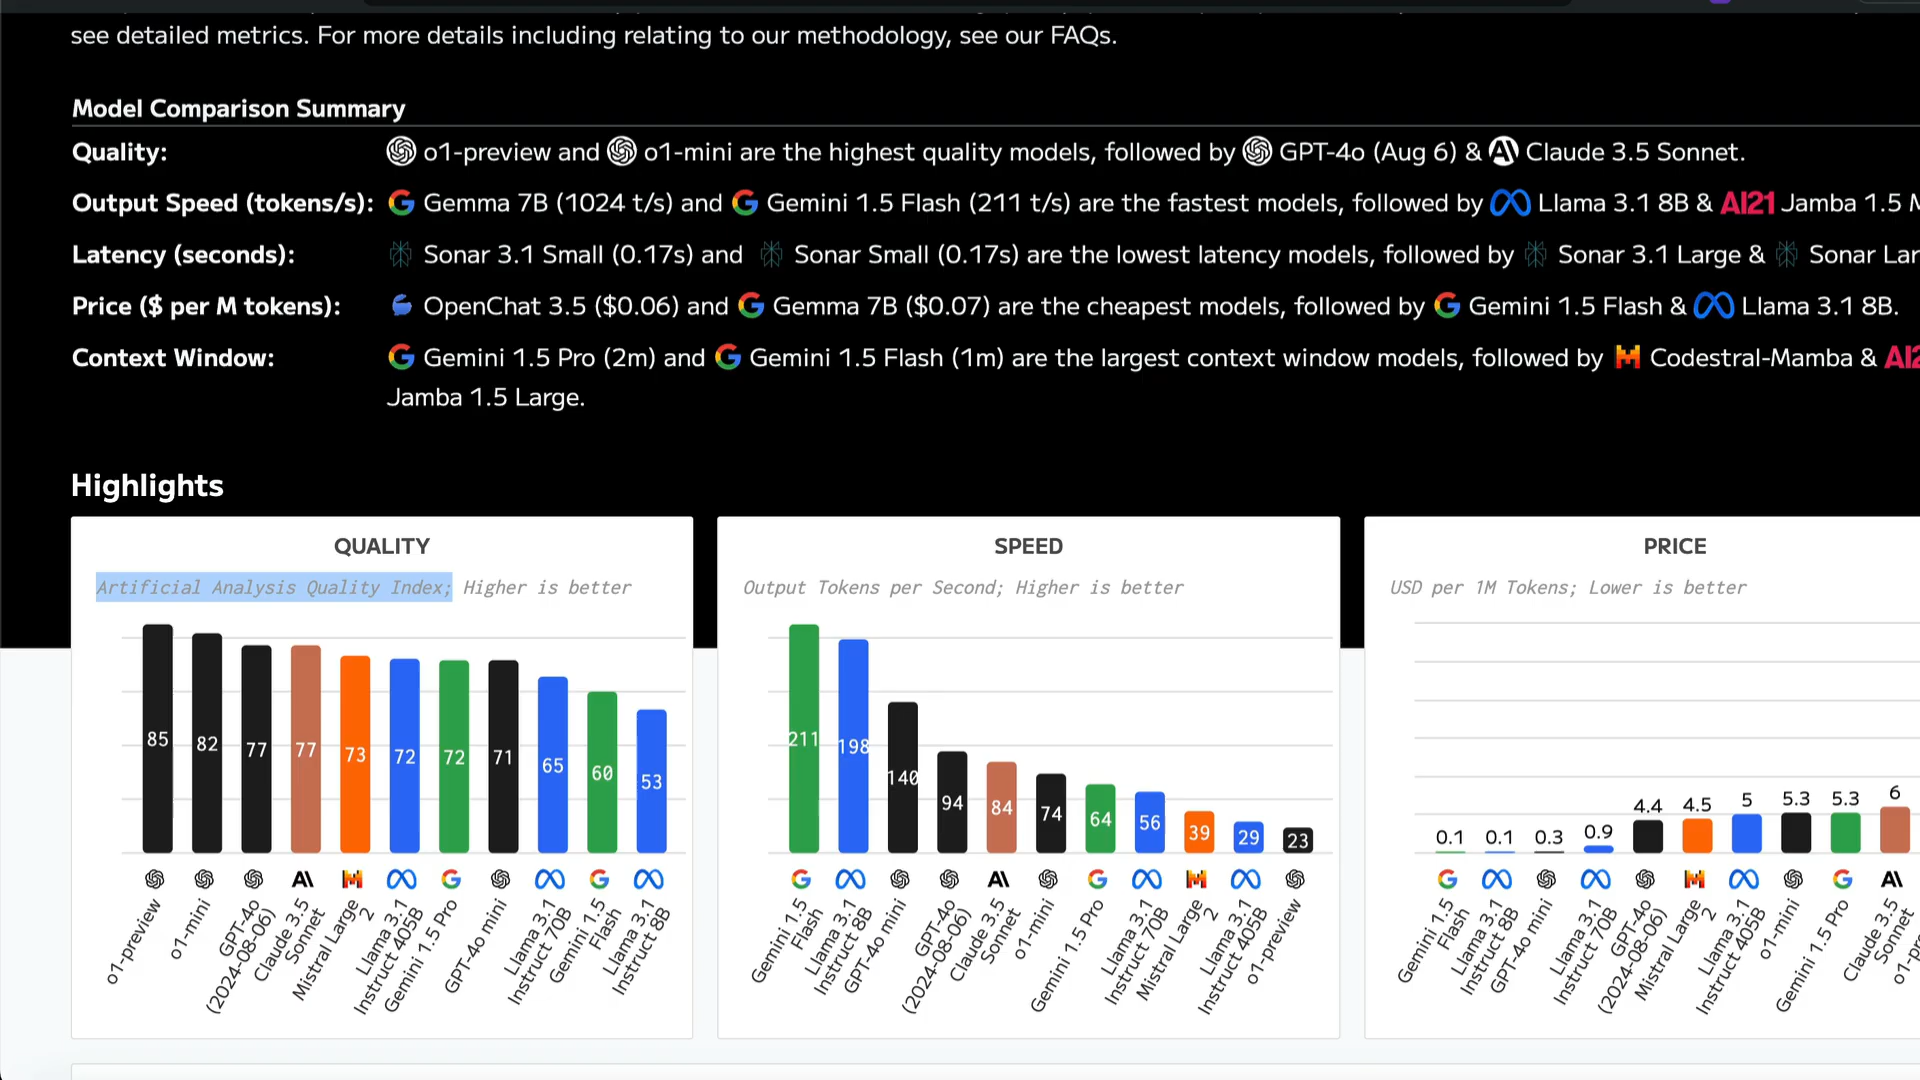 see detailed metrics. For more details including relating to our methodology, see our FAQs.
Model Comparison Summary
Quality: o1-preview and o1-mini are the highest quality models, followed by GPT-4o (Aug 6) & Claude 3.5 Sonnet.
Output Speed (tokens/s): Gemma 7B (1024 t/s) and Gemini 1.5 Flash (211 t/s) are the fastest models, followed by Llama 3.1 8B & AI21 Jamba 1.5
Latency (seconds): Sonar 3.1 Small (0.17s) and Sonar Small (0.17s) are the lowest latency models, followed by Sonar 3.1 Large & Sonar
Price ($ per M tokens): OpenChat 3.5 ($0.06) and Gemma 7B ($0.07) are the cheapest models, followed by Gemini 1.5 Flash & Llama 3.1 8B.
Context Window: Gemini 1.5 Pro (2m) and Gemini 1.5 Flash (1m) are the largest context window models, followed by Codestral-Mamba &
Jamba 1.5 Large.
Highlights
QUALITY
Artificial Analysis Quality Index; Higher is better
85 82 77 77 73 72 72 71 65 60 53
o1-preview
o1-mini
GPT-4o
(2024-08-06)
Claude 3.5
Sonnet
Mistral Large
2
Llama 3.1
Instruct 405B
Gemini 1.5 Pro
GPT-4o mini
Llama 3.1
Instruct 70B
Gemini 1.5
Flash
Llama 3.1
Instruct 8B
SPEED
Output Tokens per Second; Higher is better
211 198 140 94 84 74 64 56 39 29 23
Gemini 1.5
Flash
Llama 3.1
Instruct 8B
GPT-4o mini
GPT-4o
(2024-08-06)
Claude 3.5
Sonnet
o1-mini
Gemini 1.5 Pro
Llama 3.1
Instruct 70B
Mistral Large
2
Llama 3.1
Instruct 405B
o1-preview
PRICE
USD per 1M Tokens; Lower is better
0.1 0.1 0.3 0.9 4.4 4.5 5 5.3 5.3 6
Gemini 1.5
Flash
Llama 3.1
Instruct 8B
GPT-4o mini
Llama 3.1
Instruct 70B
GPT-4o
(2024-08-06)
Mistral Large
2
Llama 3.1
Instruct 405B
o1-mini
Gemini 1.5 Pro
Claude 3.5
Sonnet